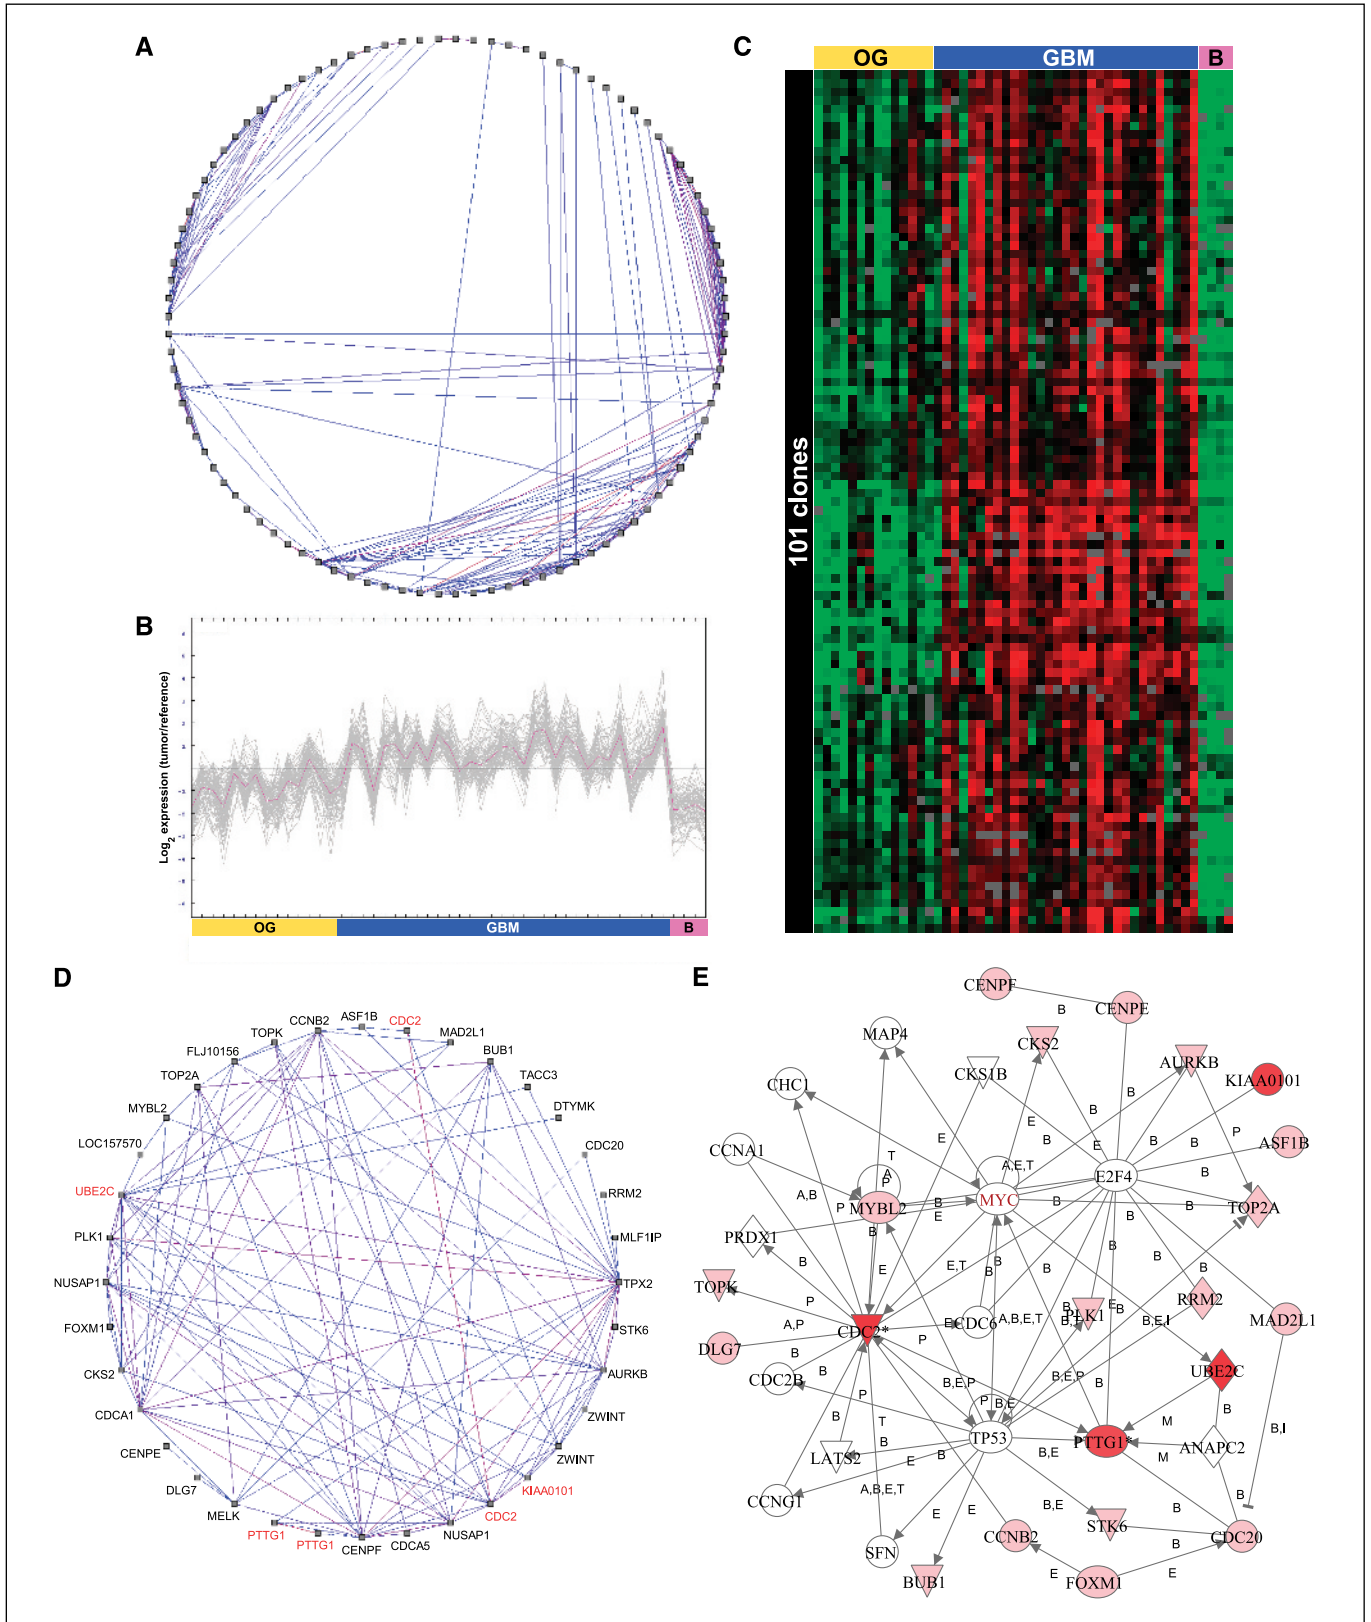 A
B
Log2 expression (tumor/reference)
OG GBM B
C
OG GBM B
101 clones
D
ASF1B
CDC2
CCNB2
MAD2L1
TOPK
BUB1
FLJ10156
TACC3
TOP2A
DTYMK
MYBL2
CDC20
LOC157570
RRM2
UBE2C
MLF1IP
PLK1
TPX2
NUSAP1
STK6
FOXM1
AURKB
CKS2
ZWINT
CDCA1
ZWINT
CENPE
KIAA0101
DLG7
CDC2
MELK
NUSAP1
PTTG1
PTTG1
CENPF
CDCA5
E
CENPF
CENPE
B
MAP4
CKS2
AURKB
CKS1B
KIAA0101
CHC1
B
B
E
B
E
B
B
P
ASF1B
CCNA1
T
A,E,T
E2F4
B
A
P
A,B
P
MYBL2
B
E
MYC
B
B
TOP2A
B
B
PRDX1
B
B
B
E
E,T
B
B
B
B
TOPK
P
RRM2
A,P
CDC2*
E
CDC6
A,B,E,T
B
B,
PLK1
E
B
B,E,I
MAD2L1
DLG7
B
P
UBE2C
CDC2B
B
B,E,P
B,E,P
B
P
P
B,E
M
B
B
T
TP53
PTTG1*
ANAPC2
B,I
LATS2
B
E
B
B,E
M
CCNG1
A,B,E,T
B
E
E
B,E
B
CCNB2
STK6
CDC20
SFN
B
BUB1
E
FOXM1
E